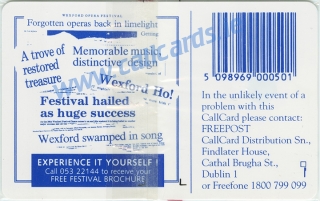 WEXFORD OPERA FESTIVAL
Forgotten operas back in limelight
A trove of
restored
treasure
Memorable music,
distinctive design
Wexford Ho!
Festival hailed
as huge success
Wexford swamped in song
EXPERIENCE IT YOURSELF!
Call 053 22144 to receive your
FREE FESTIVAL BROCHURE
www.callcards.ie
5 098969 000501
In the unlikely event of a
problem with this
CallCard please contact:
FREEPOST
CallCard Distribution Sn.,
Findlater House,
Cathal Brugha St.,
Dublin 1
or Freefone 1800 799 099